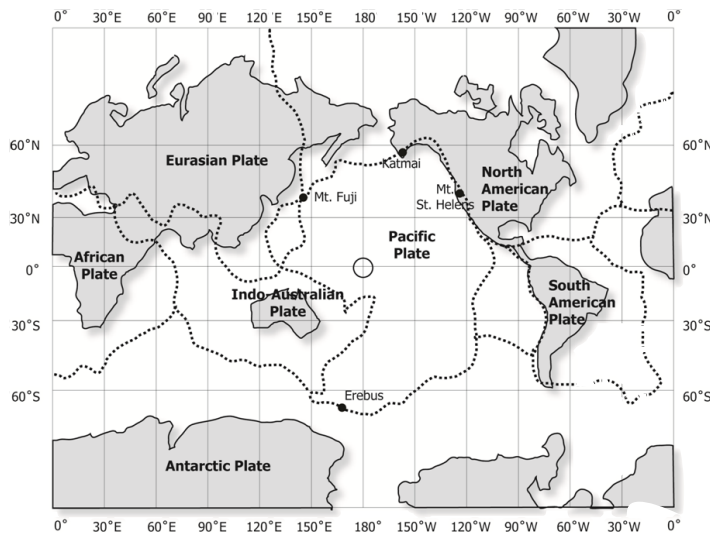 0° 30°E 60°E 90°E 120°E 150°E 180° 150°W 120°W 90°W 60°W 30°W 0°
60°N
60°N
Eurasian Plate
Katmai
North
American
Plate
Mt. Fuji
Mt.
St. Helens
30°N
30°N
Pacific
Plate
African
Plate
0°
0°
Indo-Australian
Plate
South
American
Plate
30°S
30°S
60°S
60°S
Erebus
Antarctic Plate
0° 30°E 60°E 90°E 120°E 150°E 180° 150°W 120°W 90°W 60°W 20°W 0°